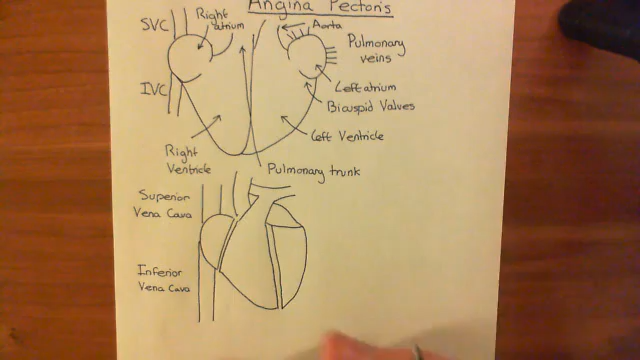 Angina Pectoris
SVC
Right
atrium
Aorta
Pulmonary
veins
IVC
Left atrium
Bicuspid Valves
Left Ventricle
Right
Ventricle
Pulmonary trunk
Superior
Vena Cava
Inferior
Vena Cava